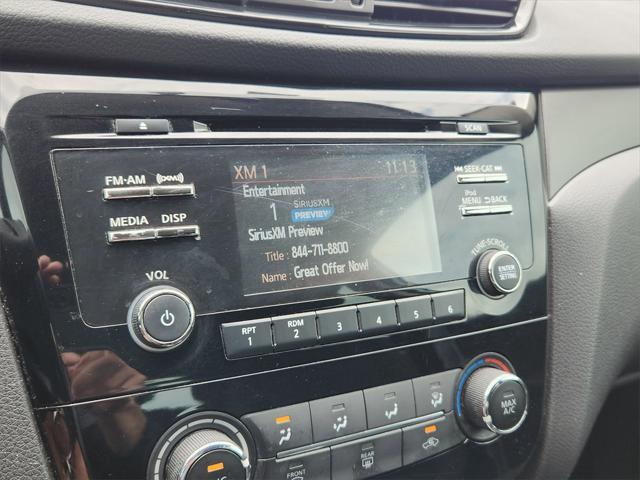 SCAN
XM 1 11:13
Entertainment
1 SIRIUSXM
PREVIEW
SiriusXM Preview
Title : 844-711-8800
Name : Great Offer Now!
FM·AM (XM)
MEDIA DISP
VOL
SEEK·CAT
iPod
MENU BACK
TUNE·SCROLL
ENTER
SETTING
RPT 1
RDM 2
3
4
5
6
MAX
A/C
A/C
FRONT
REAR